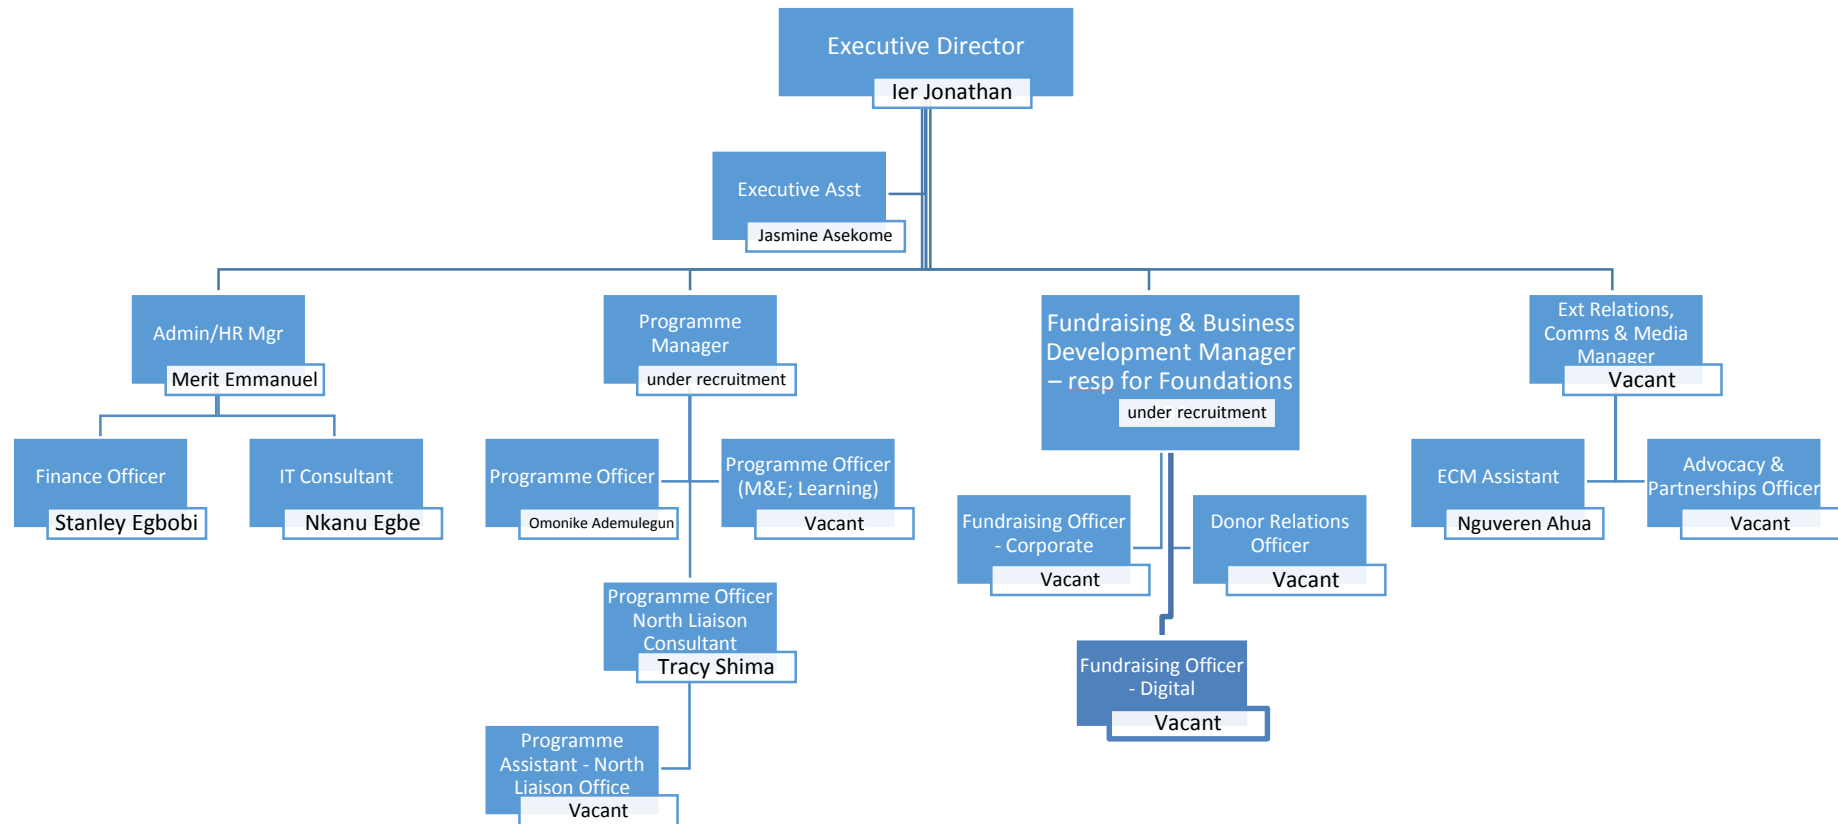 Executive Director
Ier Jonathan
Executive Asst
Jasmine Asekome
Admin/HR Mgr
Merit Emmanuel
Programme
Manager
under recruitment
Fundraising & Business
Development Manager
– resp for Foundations
under recruitment
Ext Relations,
Comms & Media
Manager
Vacant
Finance Officer
Stanley Egbobi
IT Consultant
Nkanu Egbe
Programme Officer
Omonike Ademulegun
Programme Officer
(M&E; Learning)
Vacant
Fundraising Officer
- Corporate
Vacant
Donor Relations
Officer
Vacant
ECM Assistant
Nguveren Ahua
Advocacy &
Partnerships Officer
Vacant
Programme Officer
North Liaison
Consultant
Tracy Shima
Fundraising Officer
- Digital
Vacant
Programme
Assistant - North
Liaison Office
Vacant